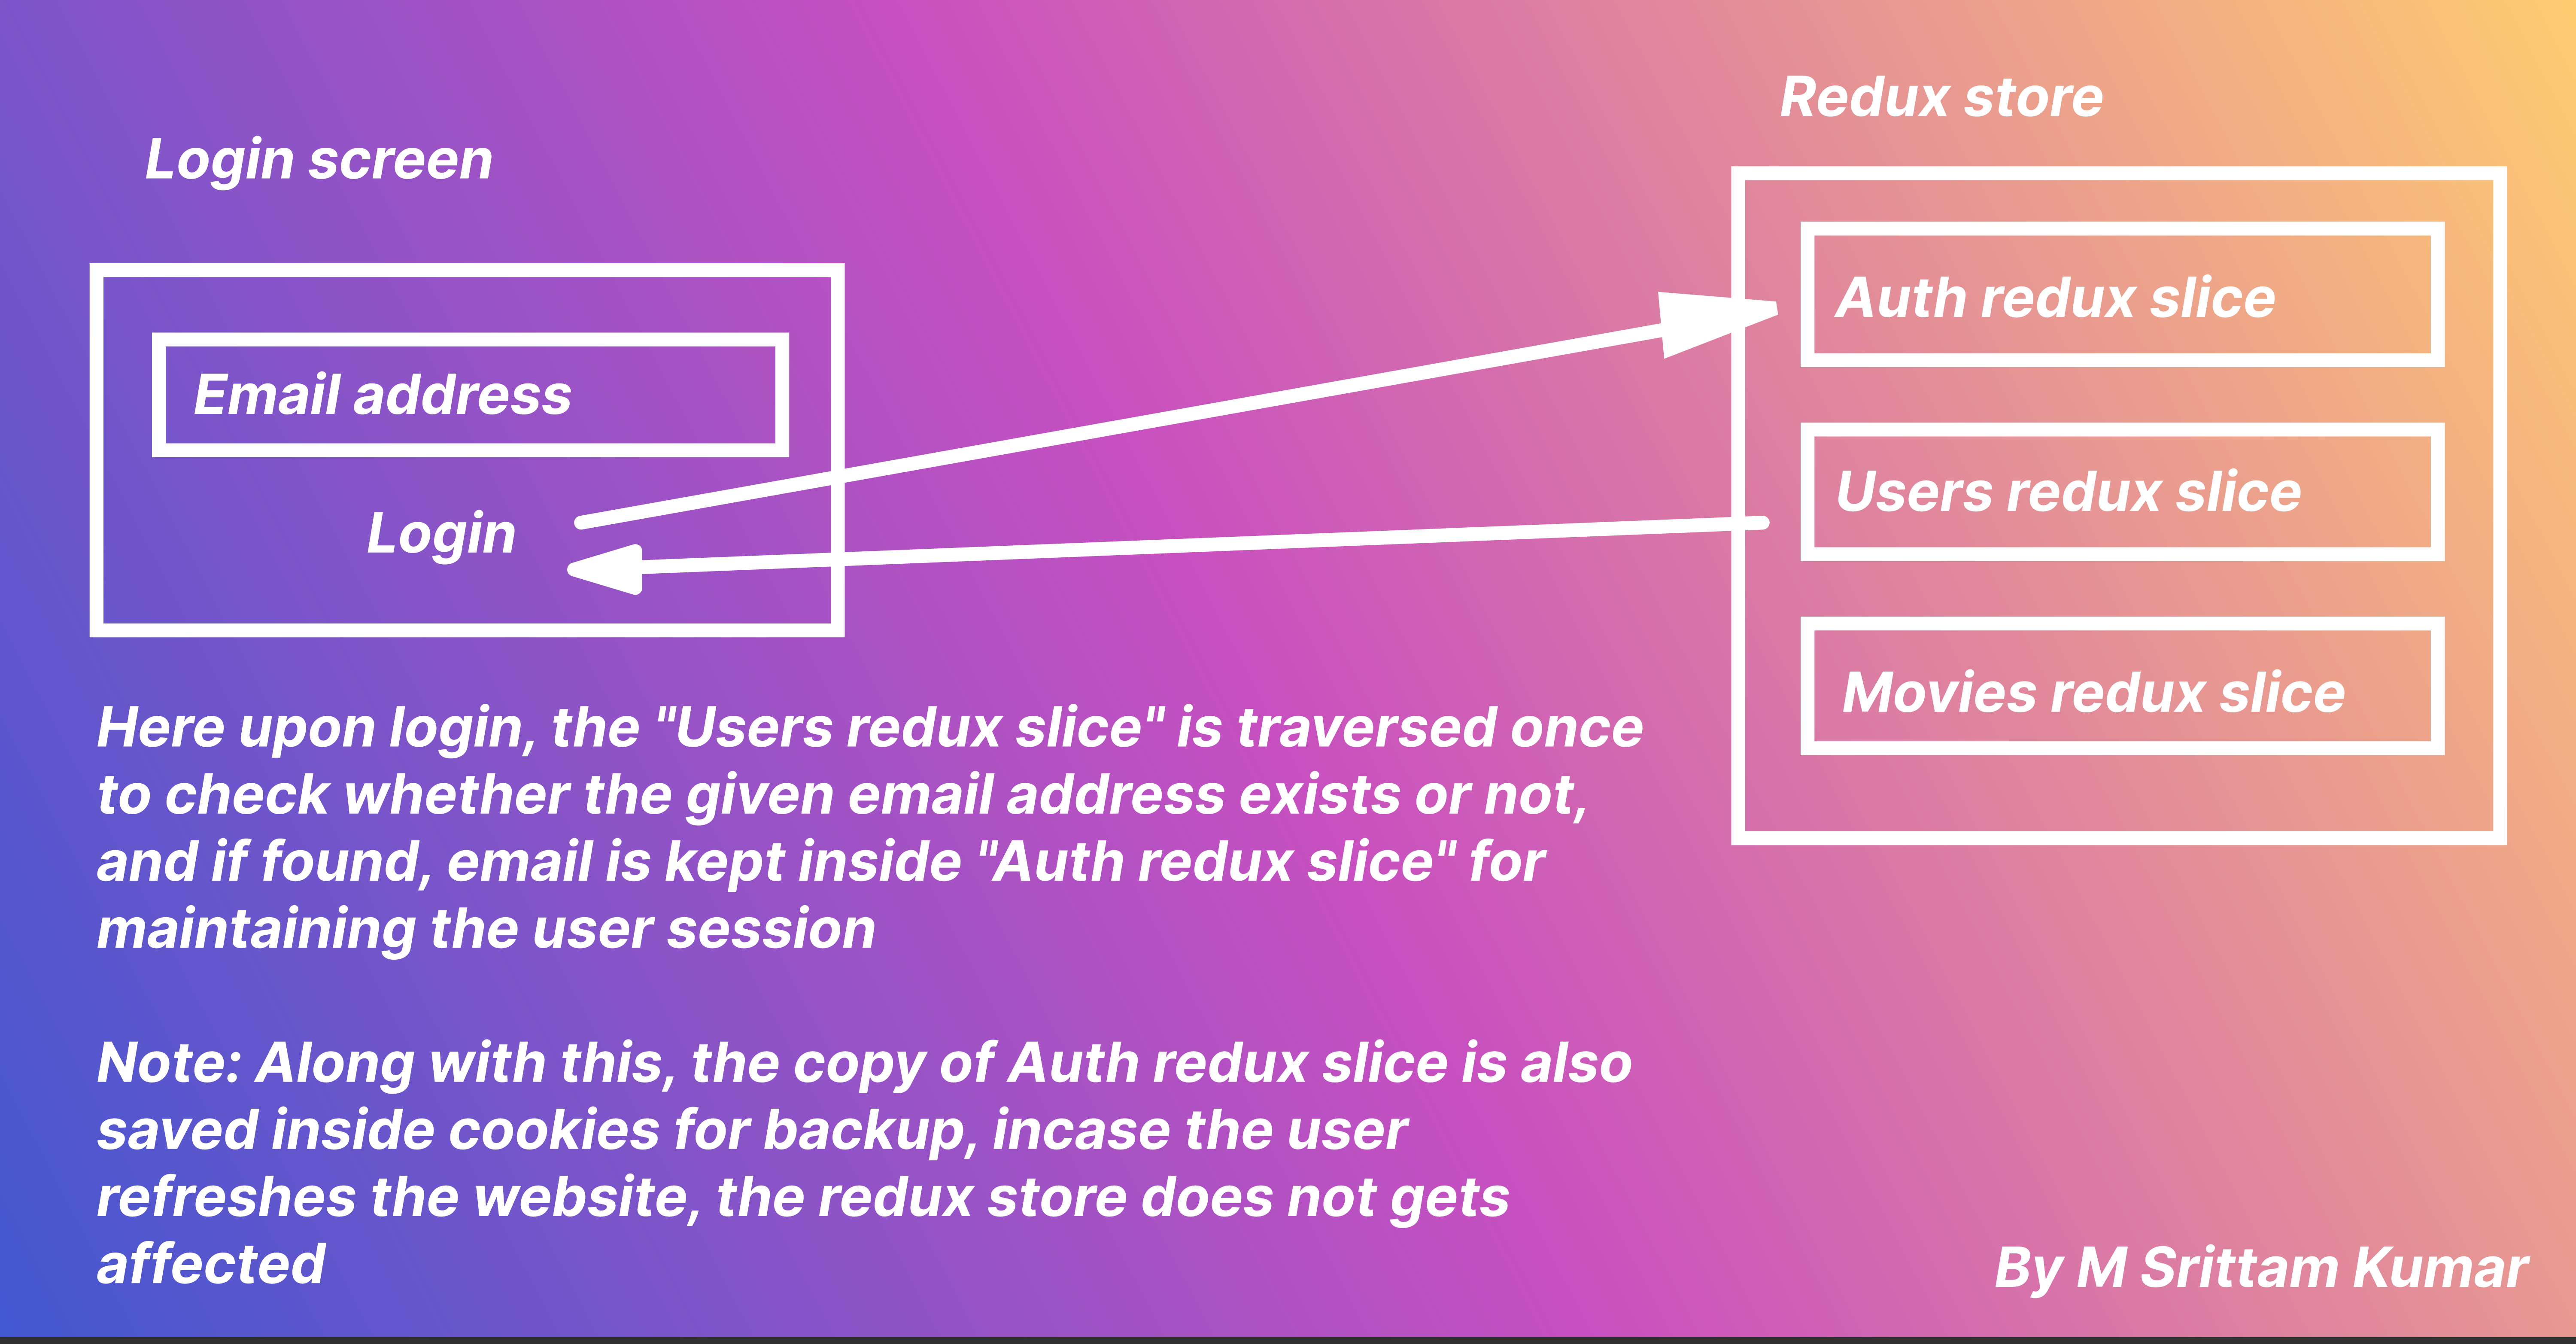 Redux store
Login screen
Auth redux slice
Email address
Users redux slice
Login
Movies redux slice
Here upon login, the "Users redux slice" is traversed once
to check whether the given email address exists or not,
and if found, email is kept inside "Auth redux slice" for
maintaining the user session
Note: Along with this, the copy of Auth redux slice is also
saved inside cookies for backup, incase the user
refreshes the website, the redux store does not gets
affected
By M Srittam Kumar